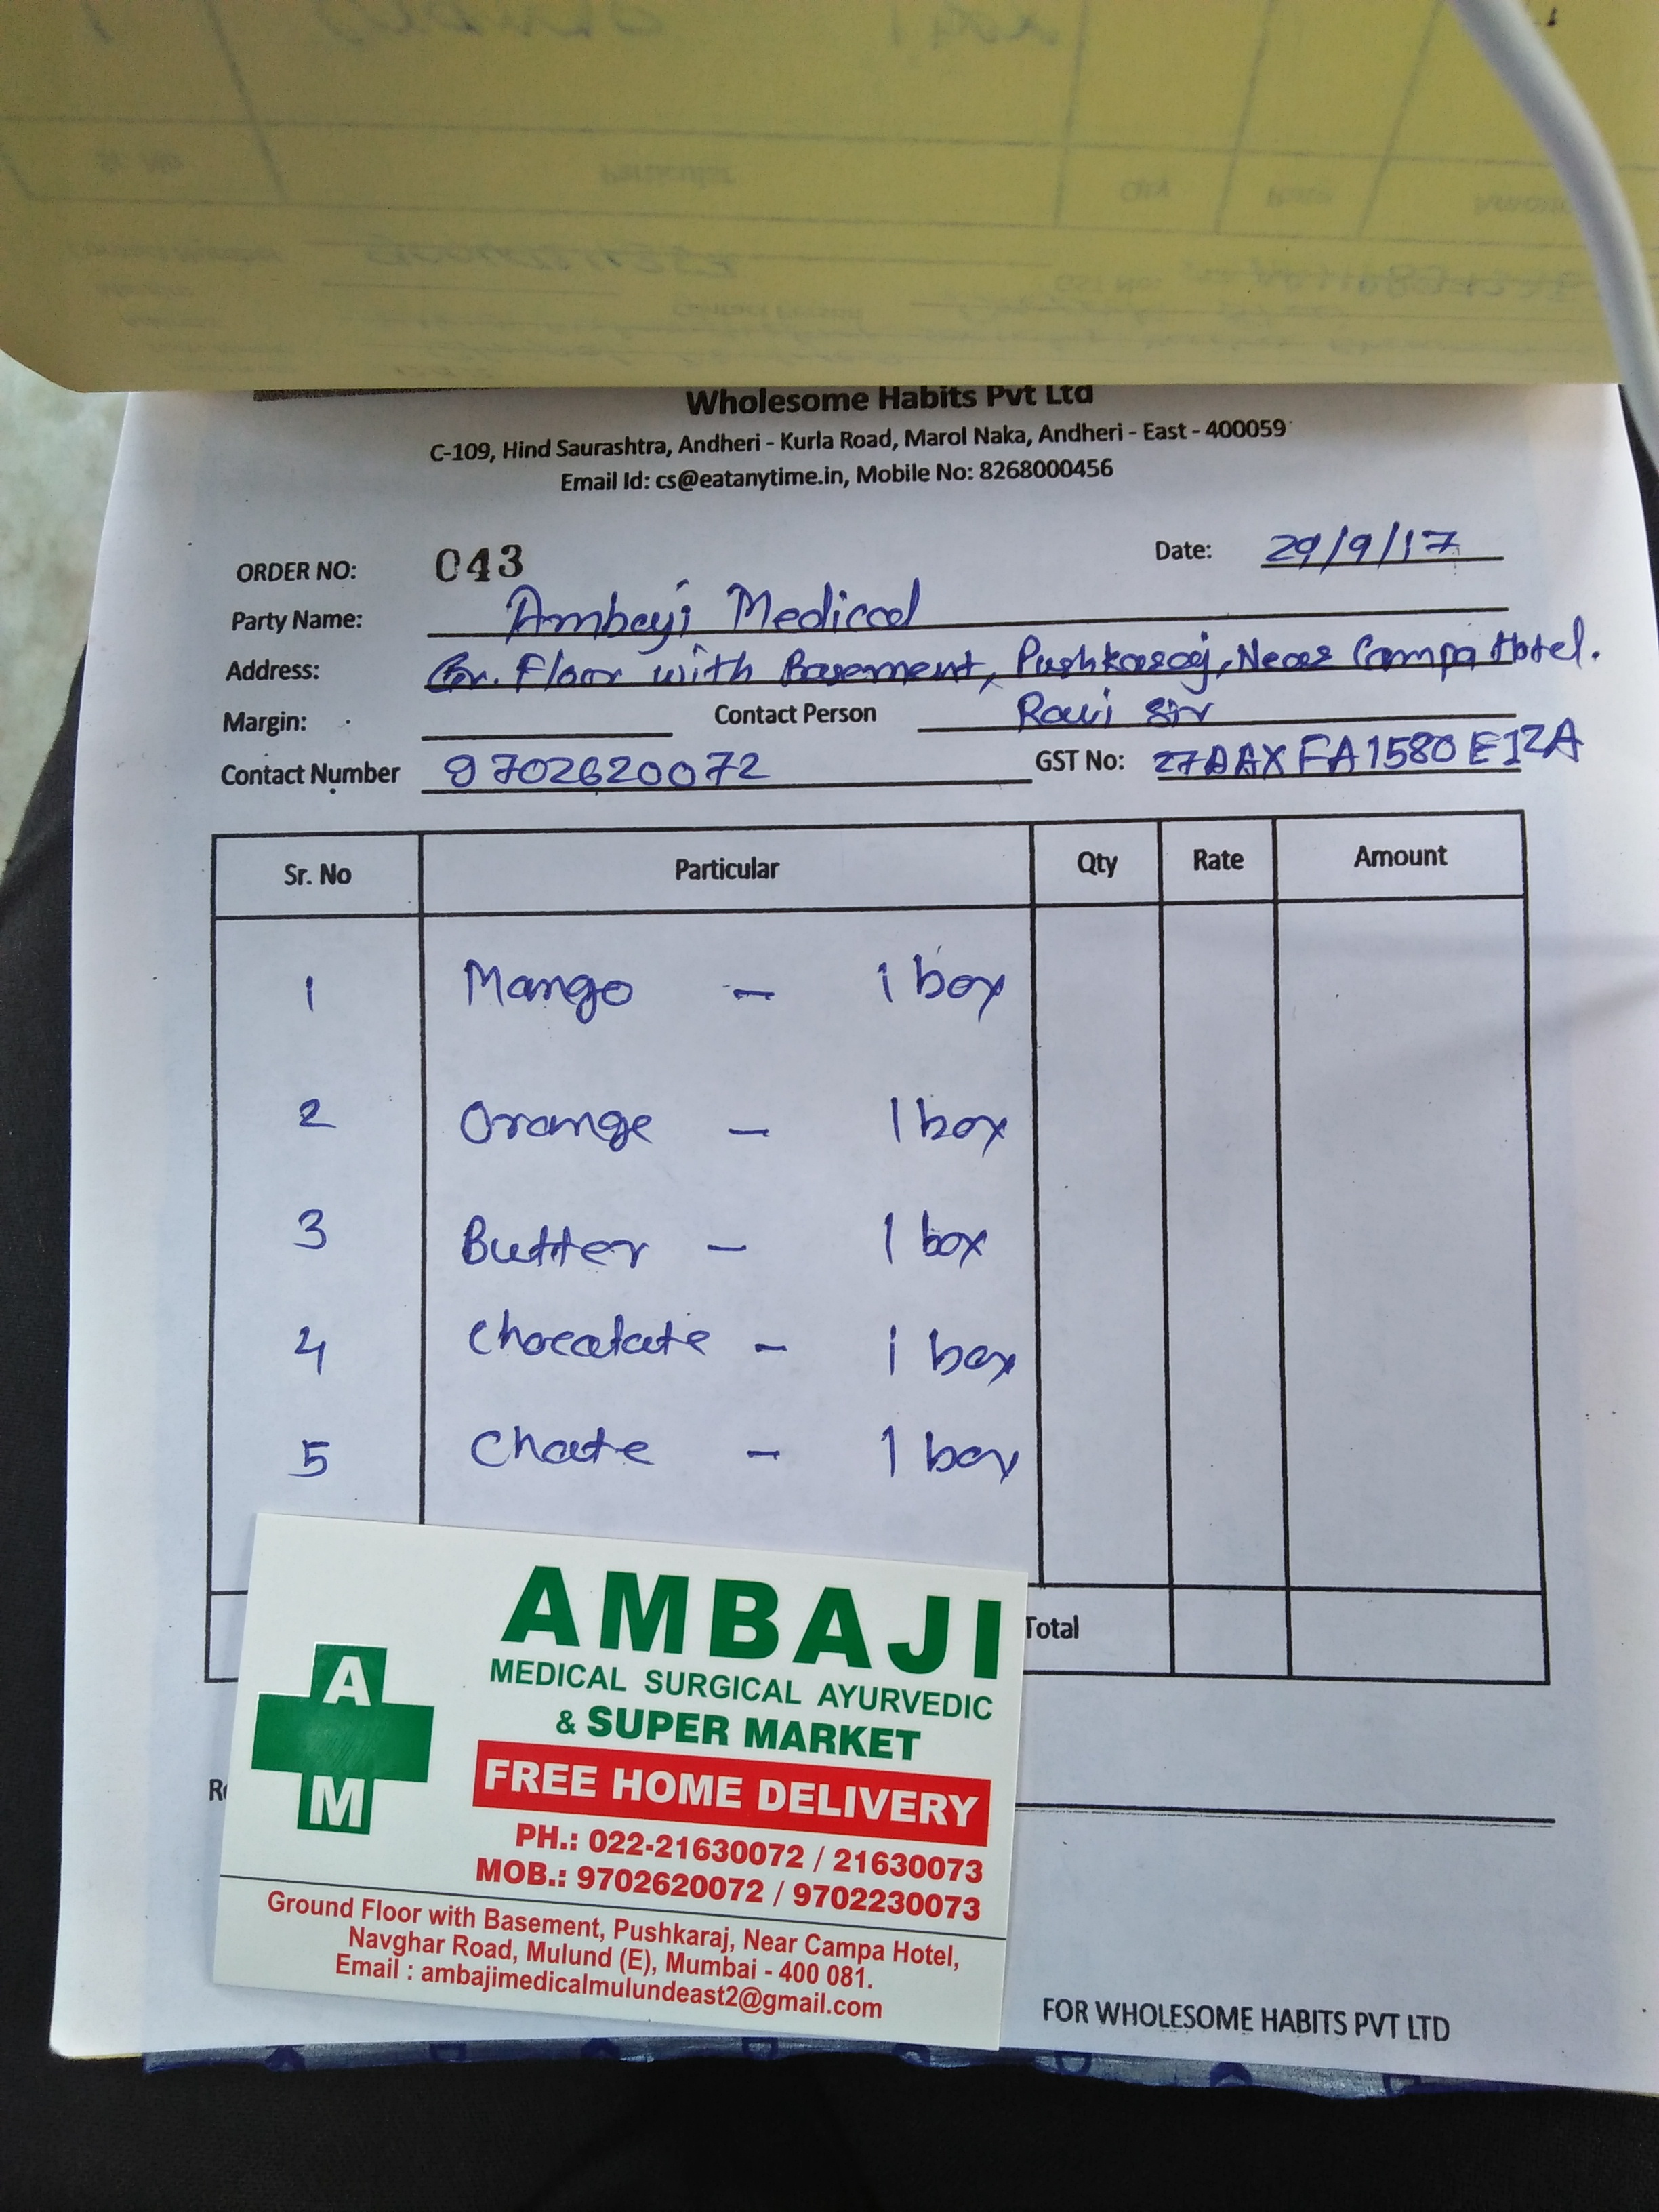 Wholesome Habits Pvt Ltd
C-109, Hind Saurashtra, Andheri - Kurla Road, Marol Naka, Andheri - East - 400059
Email Id: cs@eatanytime.in, Mobile No: 8268000456
ORDER NO: 043 Date: 29/9/17
Party Name: Ambeyji Medical
Address: Gr. Floor with Basement, Pushkaraj, Near Campa Hotel.
Margin: Contact Person Ravi Sir
Contact Number 9702620072 GST No: 27AAXFA1580E1ZA
Sr. No Particular Qty Rate Amount
1 Mango - 1 box
2 Orange - 1 box
3 Butter - 1 box
4 Chocolate - 1 box
5 - 1 box
Total
AMBAJI
MEDICAL SURGICAL AYURVEDIC
& SUPER MARKET
FREE HOME DELIVERY
A
M
PH.: 022-21630072 / 21630073
MOB.: 9702620072 / 9702230073
Ground Floor with Basement, Pushkaraj, Near Campa Hotel,
Navghar Road, Mulund (E), Mumbai - 400 081.
Email : ambajimedicalmulundeast2@gmail.com
FOR WHOLESOME HABITS PVT LTD